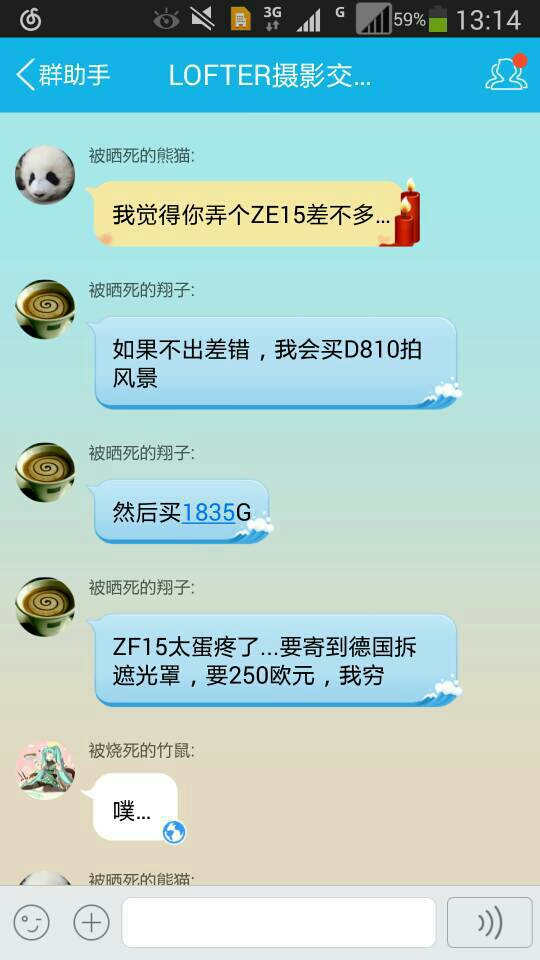 3G
G
59%
13:14
群助手
LOFTER摄影交...
被晒死的熊猫:
我觉得你弄个ZE15差不多...
被晒死的翔子:
如果不出差错，我会买D810拍
风景
被晒死的翔子:
然后买1835G
被晒死的翔子:
ZF15太蛋疼了...要寄到德国拆
遮光罩，要250欧元，我穷
被烧死的竹鼠:
噗...
被晒死的熊猫: